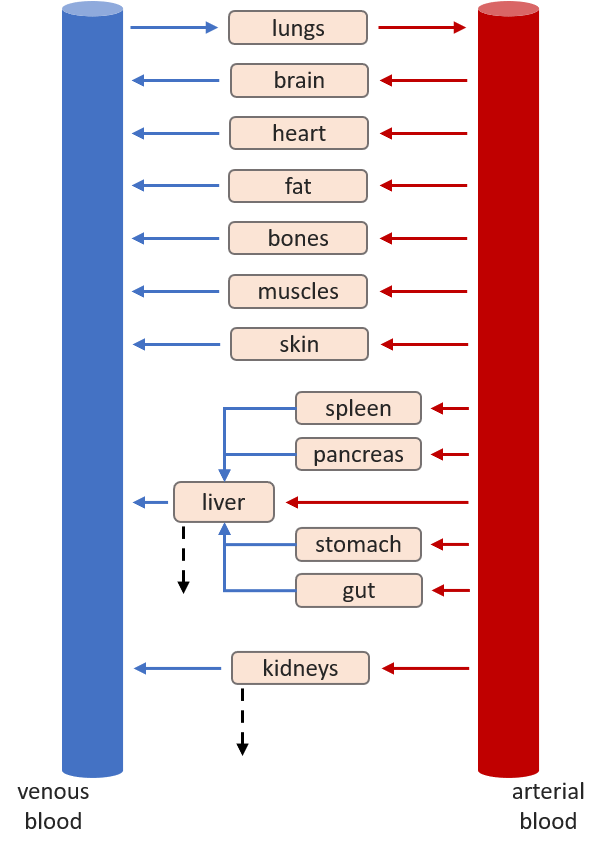 lungs
brain
heart
fat
bones
muscles
skin
spleen
pancreas
liver
stomach
gut
kidneys
venous
blood
arterial
blood